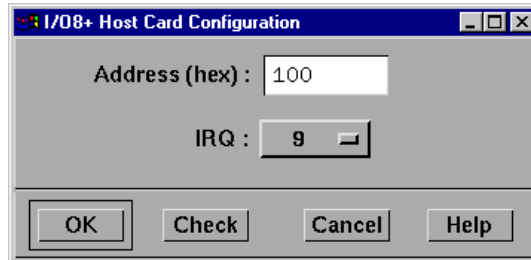 I/O8+ Host Card Configuration
Address (hex) : 100
IRQ : 9
OK Check Cancel Help